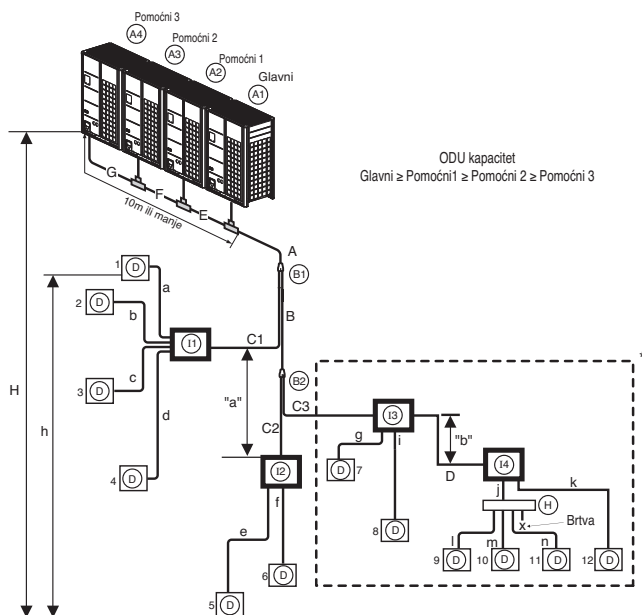 Pomoćni 3
A4
Pomoćni 2
A3
Pomoćni 1
A2
Glavni
A1
ODU kapacitet
Glavni ≥ Pomoćni1 ≥ Pomoćni 2 ≥ Pomoćni 3
G
F
E
10m ili manje
A
B1
B
1 D
a
2 D
b
I1
C1
c
3 D
d
4 D
H
h
"a"
B2
C3
C2
I2
e
f
5 D
6 D
*
I3
g
i
D 7
8 D
"b"
D
I4
j
k
H
x
Brtva
l
m
n
9 D
10 D
11 D
12 D